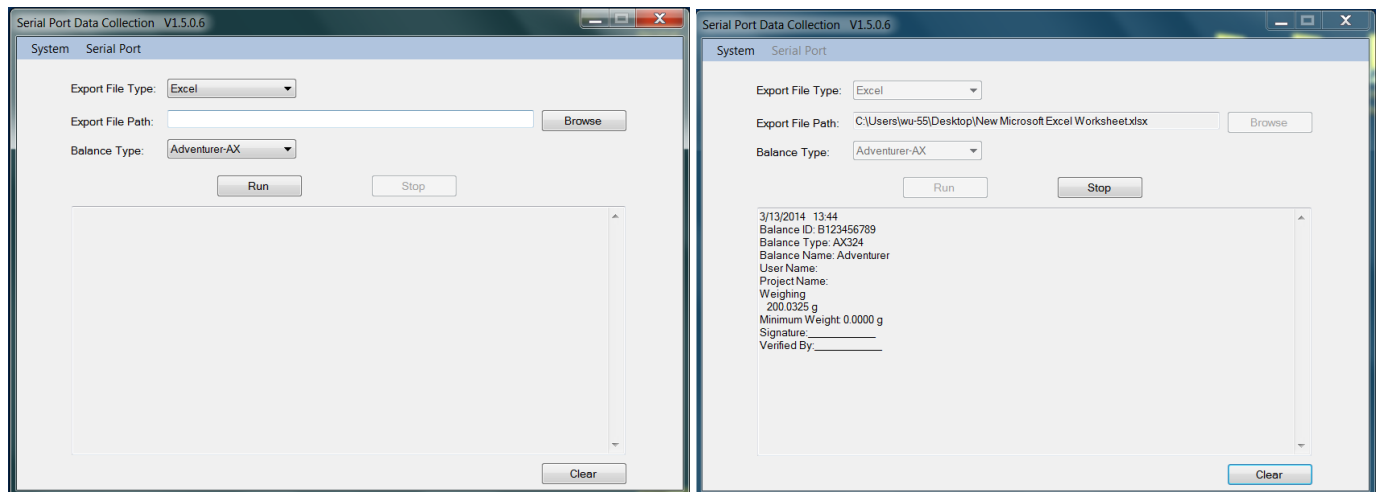 Serial Port Data Collection V1.5.0.6
System Serial Port
Export File Type: Excel
Export File Path: Browse
Balance Type: Adventurer-AX
Run Stop
Clear
Serial Port Data Collection V1.5.0.6
System Serial Port
Export File Type: Excel
Export File Path: C:\Users\wu-55\Desktop\New Microsoft Excel Worksheet.xlsx Browse
Balance Type: Adventurer-AX
Run Stop
3/13/2014 13:44
Balance ID: B123456789
Balance Type: AX324
Balance Name: Adventurer
User Name:
Project Name:
Weighing
200.0325 g
Minimum Weight: 0.0000 g
Signature:____________
Verified By:____________
Clear